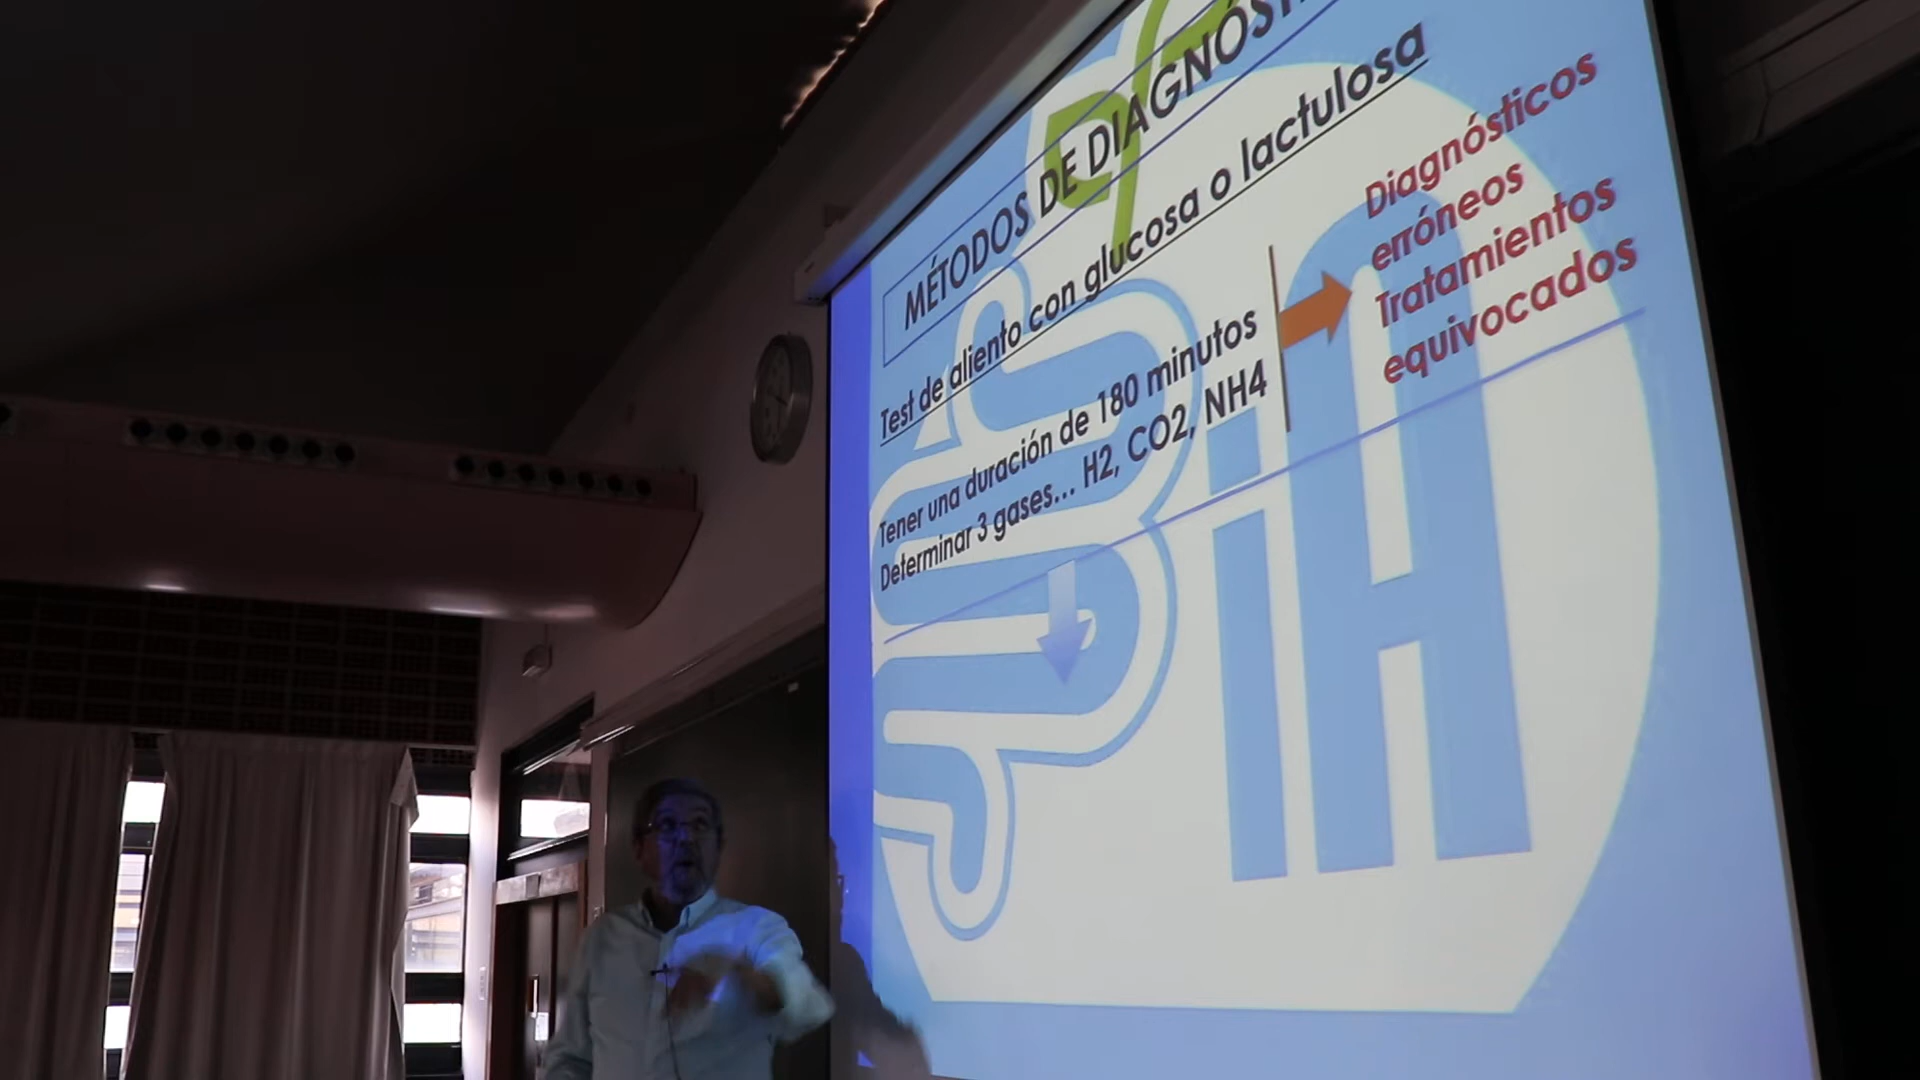 MÉTODOS DE DIAGNÓST
Test de aliento con glucosa o lactulosa
Tener una duración de 180 minutos
Determinar 3 gases... H2, CO2, NH4
Diagnósticos
erróneos
Tratamientos
equivocados
iH